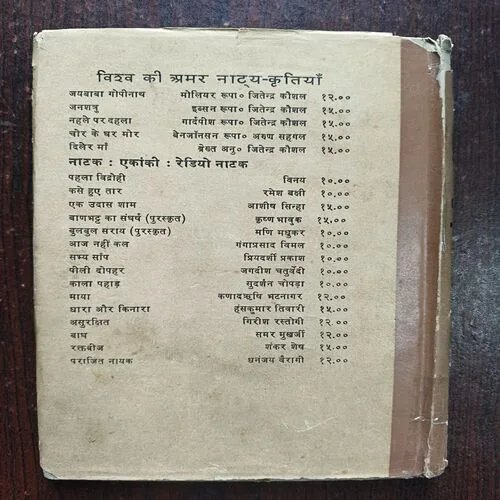 विश्व की अमर नाट्य-कृतियाँ
जयबाबा गोपीनाथ मोलियर रूपा० जितेन्द्र कौशल १२.००
जनशत्रु इब्सन रूपा० जितेन्द्र कौशल १५.००
नहले पर दहला गार्दपीश रूपा० जितेन्द्र कौशल १५.००
चोर के घर मोर बेनजॉनसन रूपा० अरुण सहगल १५.००
दिलेर माँ ब्रेख्त अनु० जितेन्द्र कौशल १५.००
नाटक : एकांकी : रेडियो नाटक
पहला विद्रोही विनय १०.००
कसे हुए तार रमेश बक्षी १०.००
एक उदास शाम आशीष सिन्हा १५.००
बाणभट्ट का संघर्ष (पुरस्कृत) कृष्ण भावुक १५.००
बुलबुल सराय (पुरस्कृत) मणि मधुकर १०.००
आज नहीं कल गंगाप्रसाद विमल १०.००
सभ्य साँप प्रियदर्शी प्रकाश १०.००
पीली दोपहर जगदीश चतुर्वेदी १०.००
काला पहाड़ सुदर्शन चोपड़ा १०.००
माया कणादऋषि भटनागर १२.००
धारा और किनारा हंसकुमार तिवारी १५.००
असुरक्षित गिरीश रस्तोगी १२.००
बाघ समर मुखर्जी १२.००
रक्तबीज शंकर शेष १५.००
पराजित नायक धनंजय वैरागी १२.००